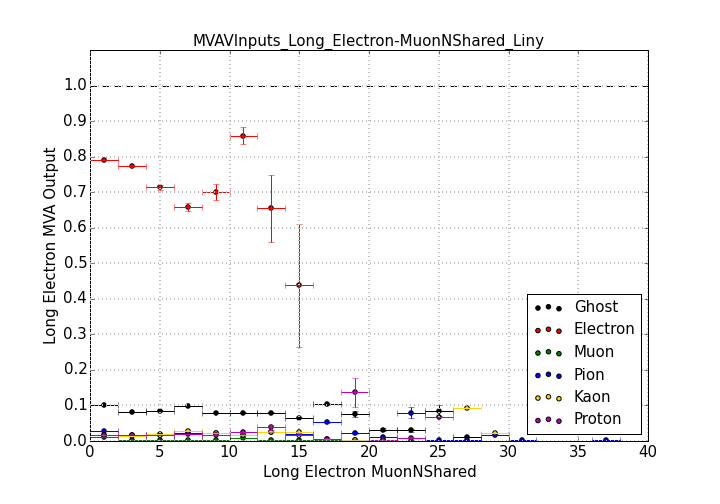 MVAVInputs_Long_Electron-MuonNShared_Liny
Long Electron MVA Output
1.0
0.9
0.8
0.7
0.6
0.5
0.4
0.3
0.2
0.1
0.0
0 5 10 15 20 25 30 35 40
Long Electron MuonNShared
Ghost
Electron
Muon
Pion
Kaon
Proton